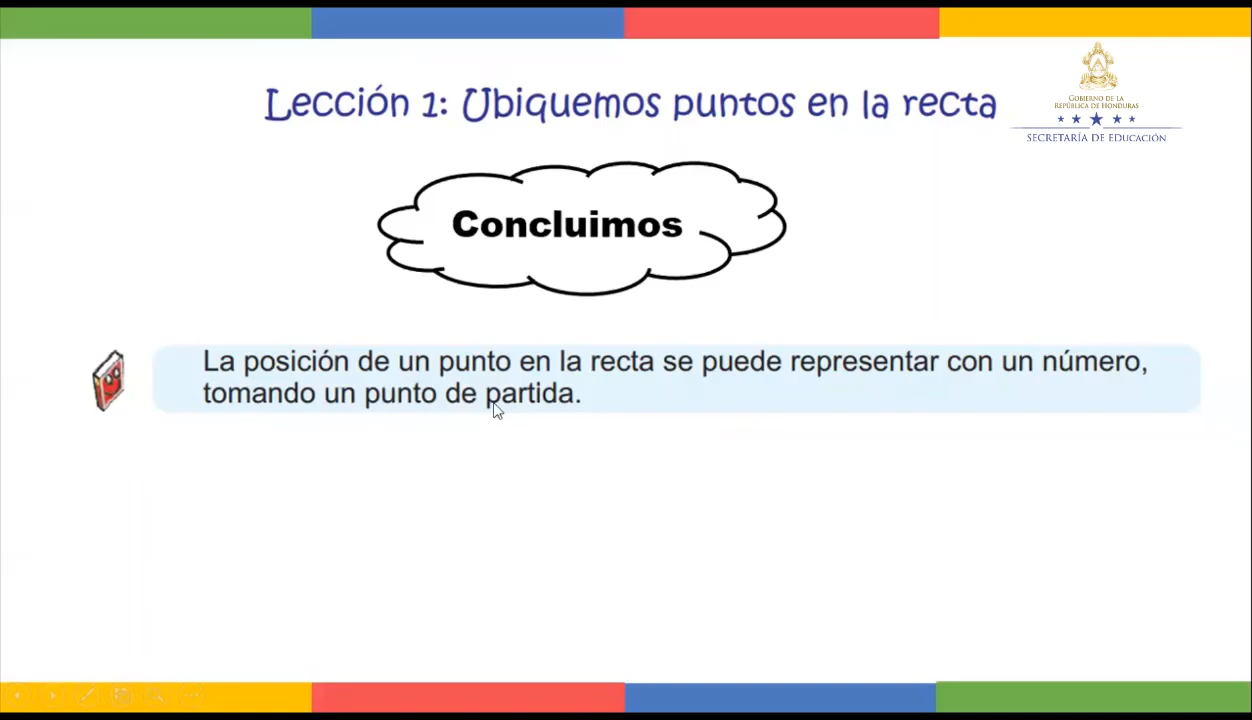 Lección 1: Ubiquemos puntos en la recta
GOBIERNO DE LA
REPÚBLICA DE HONDURAS
SECRETARÍA DE EDUCACIÓN
Concluimos
La posición de un punto en la recta se puede representar con un número,
tomando un punto de partida.